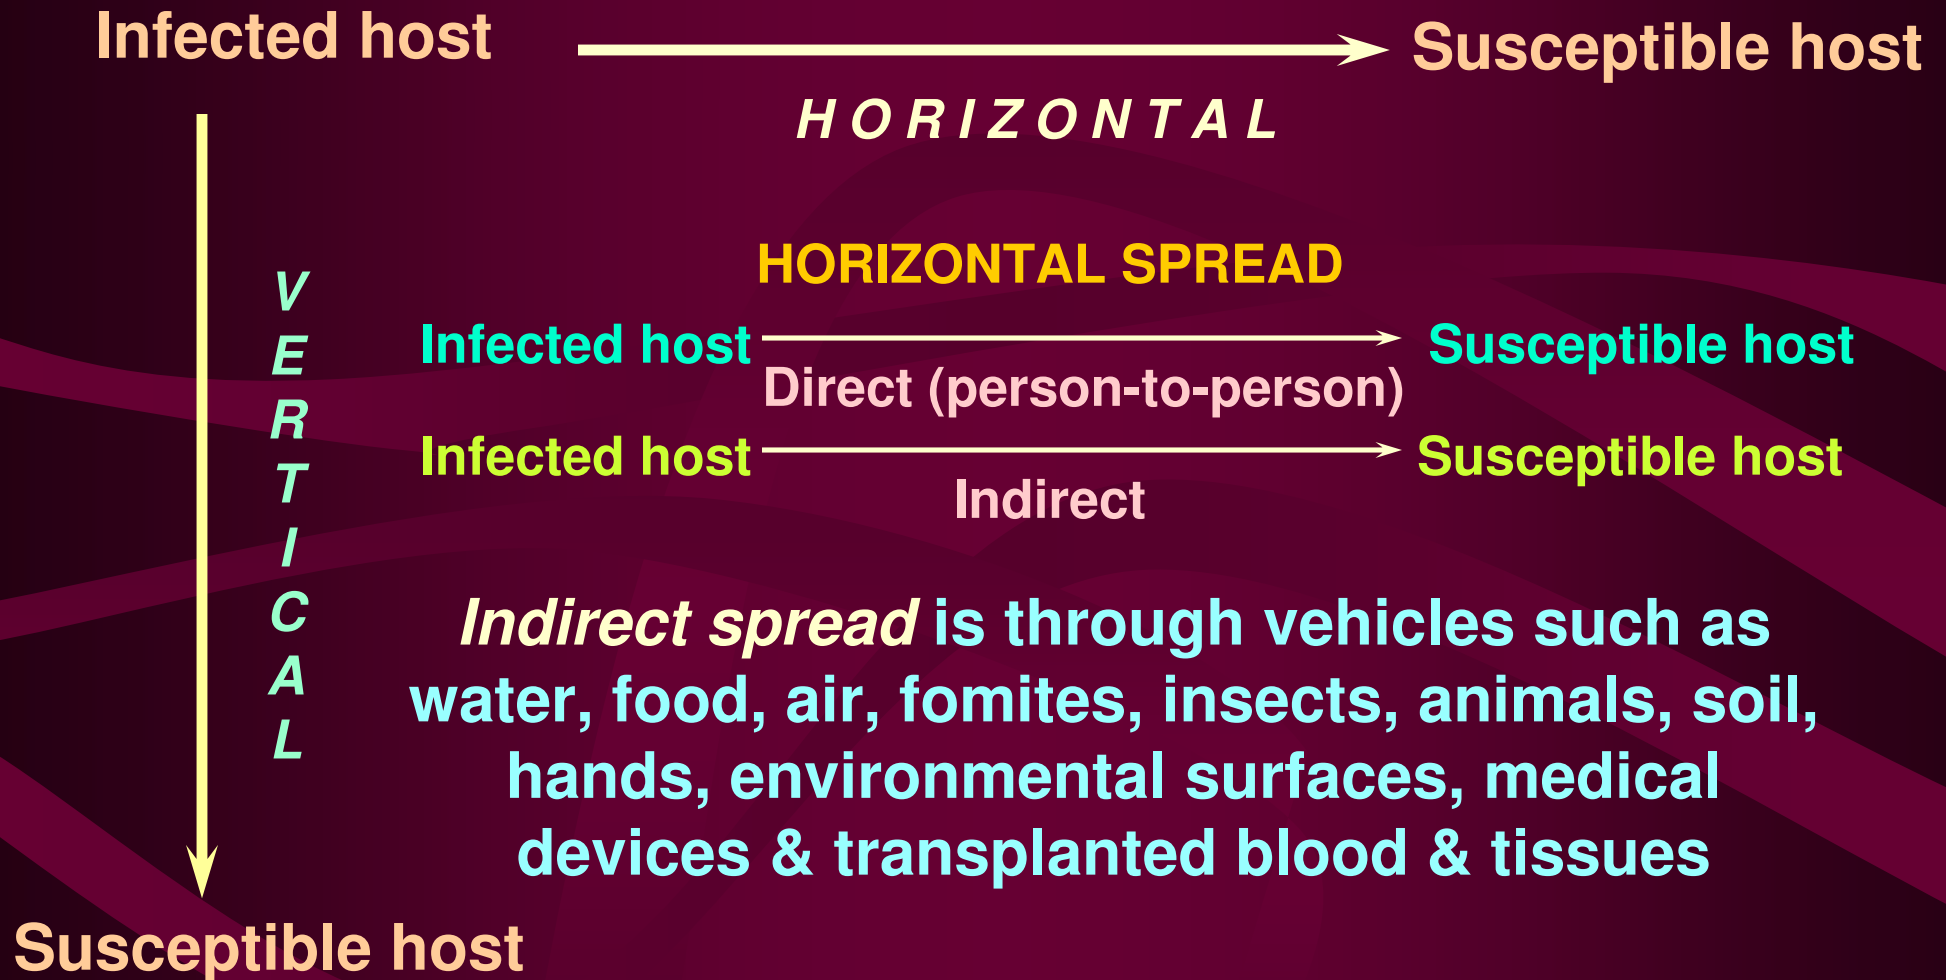 Infected host
Susceptible host
HORIZONTAL
VERTICAL
HORIZONTAL SPREAD
Infected host
Susceptible host
Direct (person-to-person)
Infected host
Susceptible host
Indirect
Indirect spread is through vehicles such as
water, food, air, fomites, insects, animals, soil,
hands, environmental surfaces, medical
devices & transplanted blood & tissues
Susceptible host